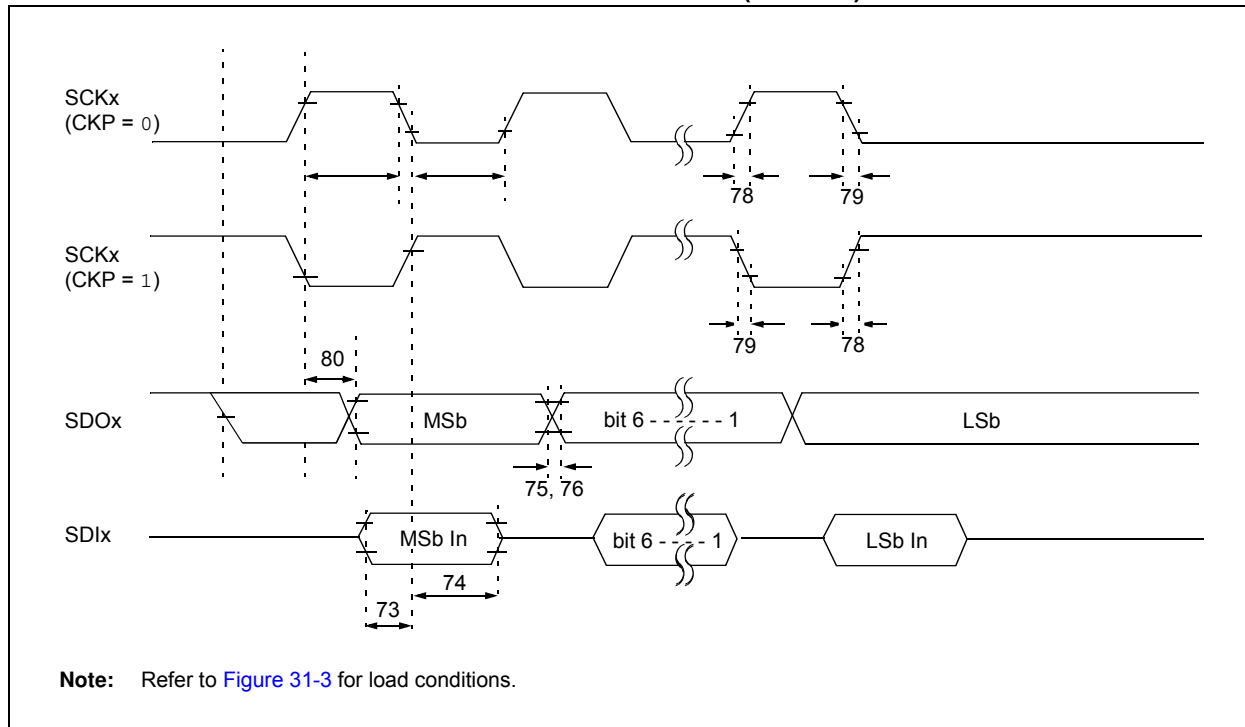 SCKx
(CKP = 0)
78
79
SCKx
(CKP = 1)
79
78
80
SDOx
MSb
bit 6 - - - - - - 1
LSb
75, 76
SDIx
MSb In
bit 6 - - - - - 1
LSb In
74
73
Note: Refer to Figure 31-3 for load conditions.